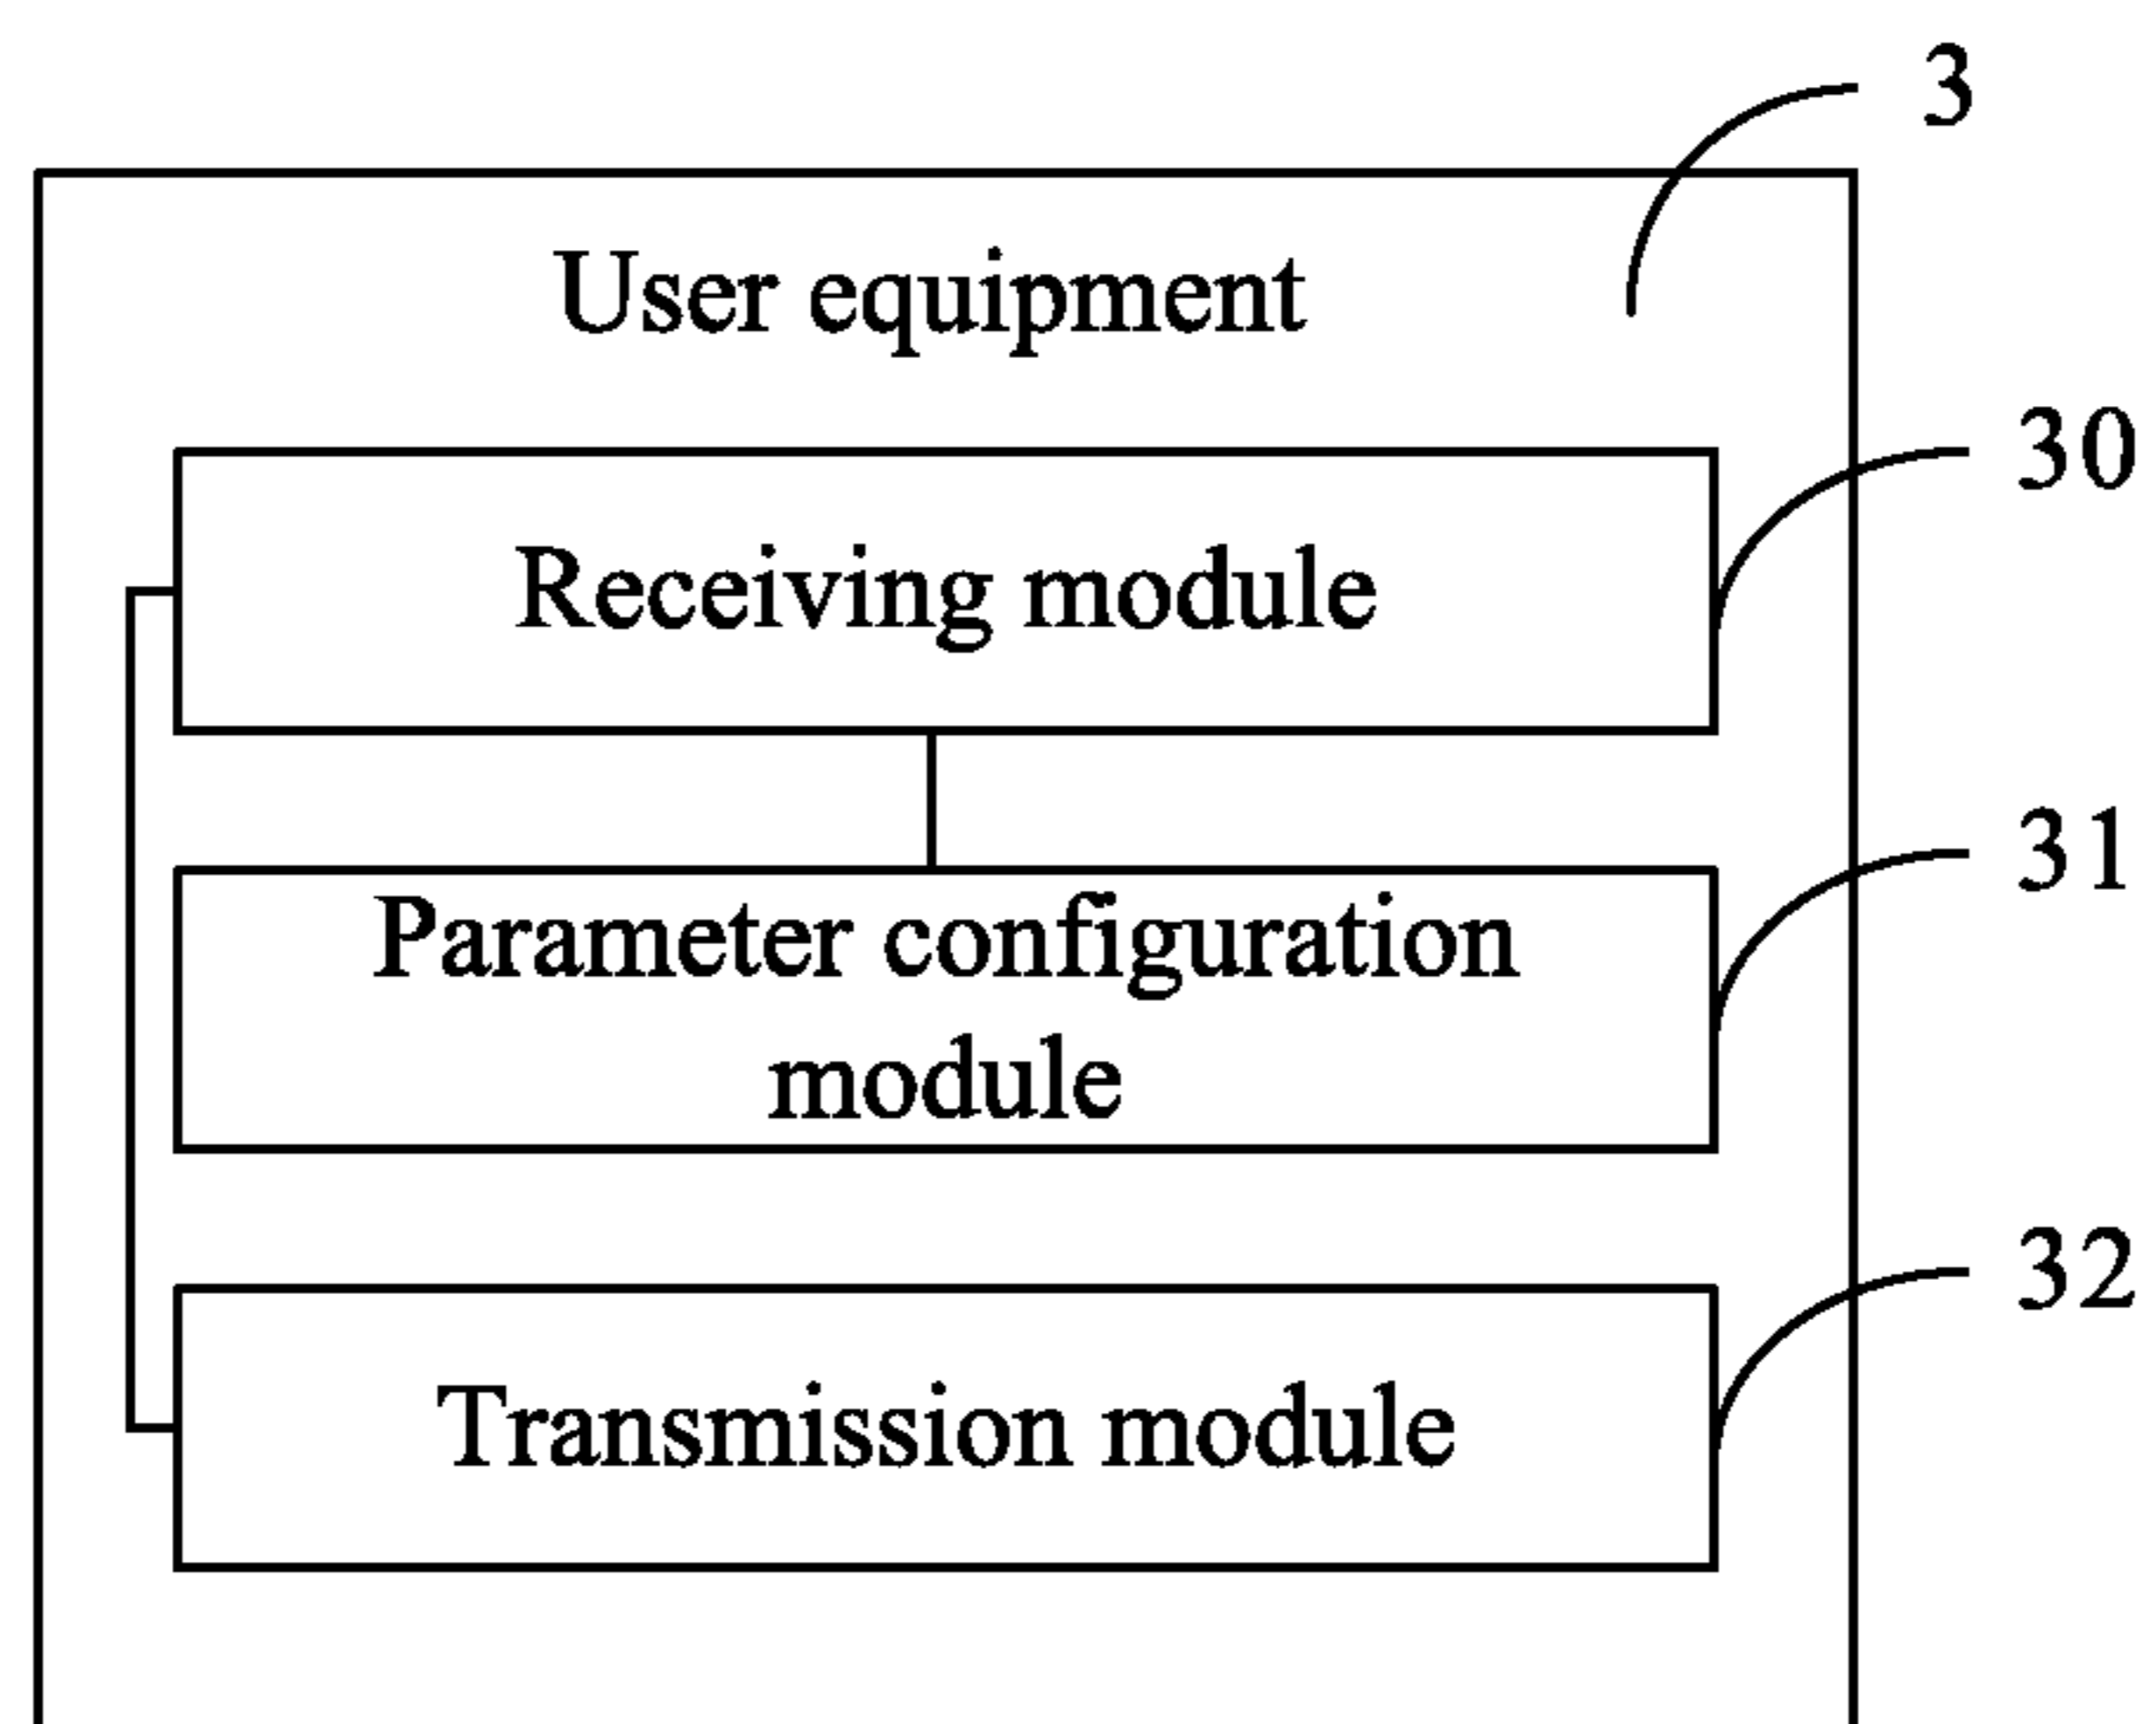 3
User equipment
30
Receiving module
31
Parameter configuration
module
32
Transmission module